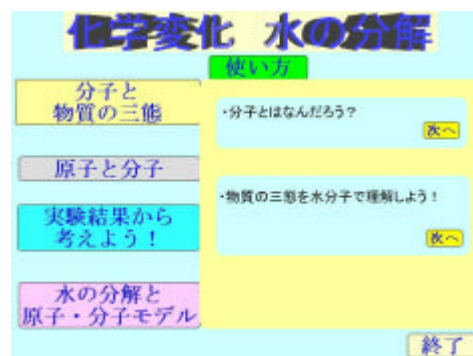 化学変化 水の分解
使い方
分子と
物質の三態
・分子とはなんだろう？
次へ
原子と分子
・物質の三態を水分子で理解しよう！
次へ
実験結果から
考えよう！
水の分解と
原子・分子モデル
終了